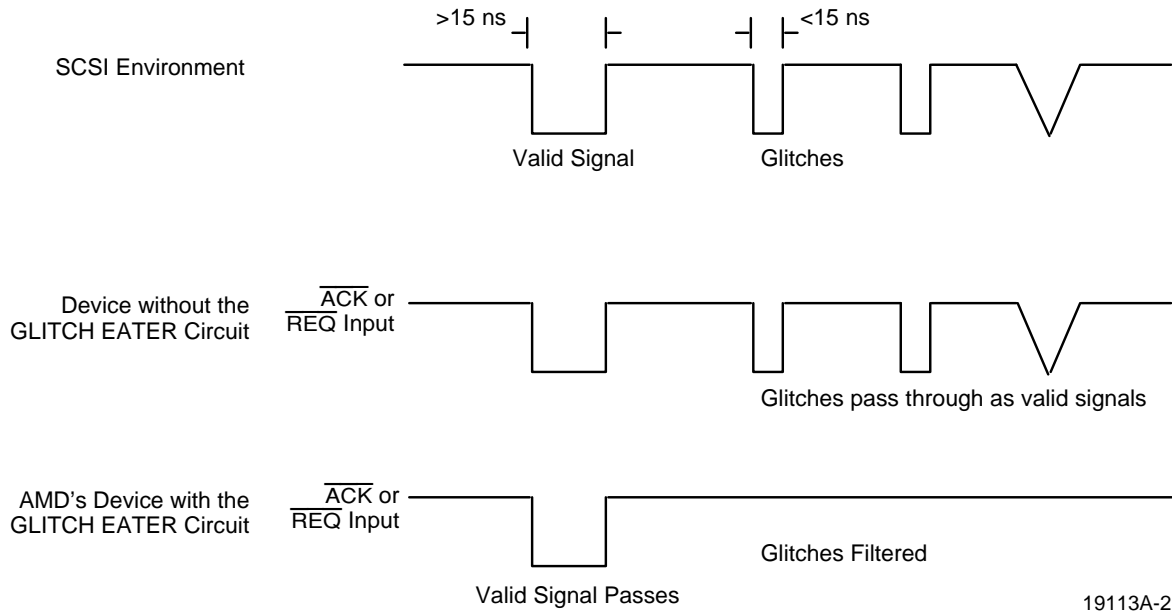 >15 ns
<15 ns
SCSI Environment
Valid Signal
Glitches
Device without the
GLITCH EATER Circuit
ACK or
REQ Input
Glitches pass through as valid signals
AMD's Device with the
GLITCH EATER Circuit
ACK or
REQ Input
Glitches Filtered
Valid Signal Passes
19113A-2